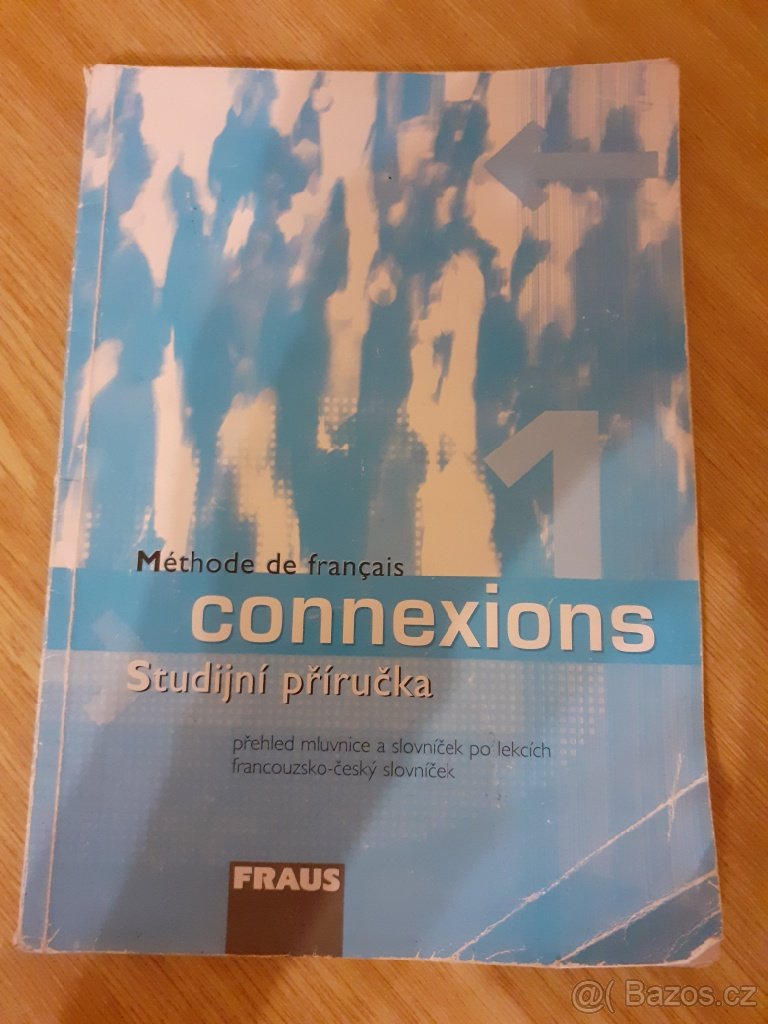 1
Méthode de français
connexions
Studijní příručka
přehled mluvnice a slovníček po lekcích
francouzsko-český slovníček
FRAUS
@( Bazos.cz